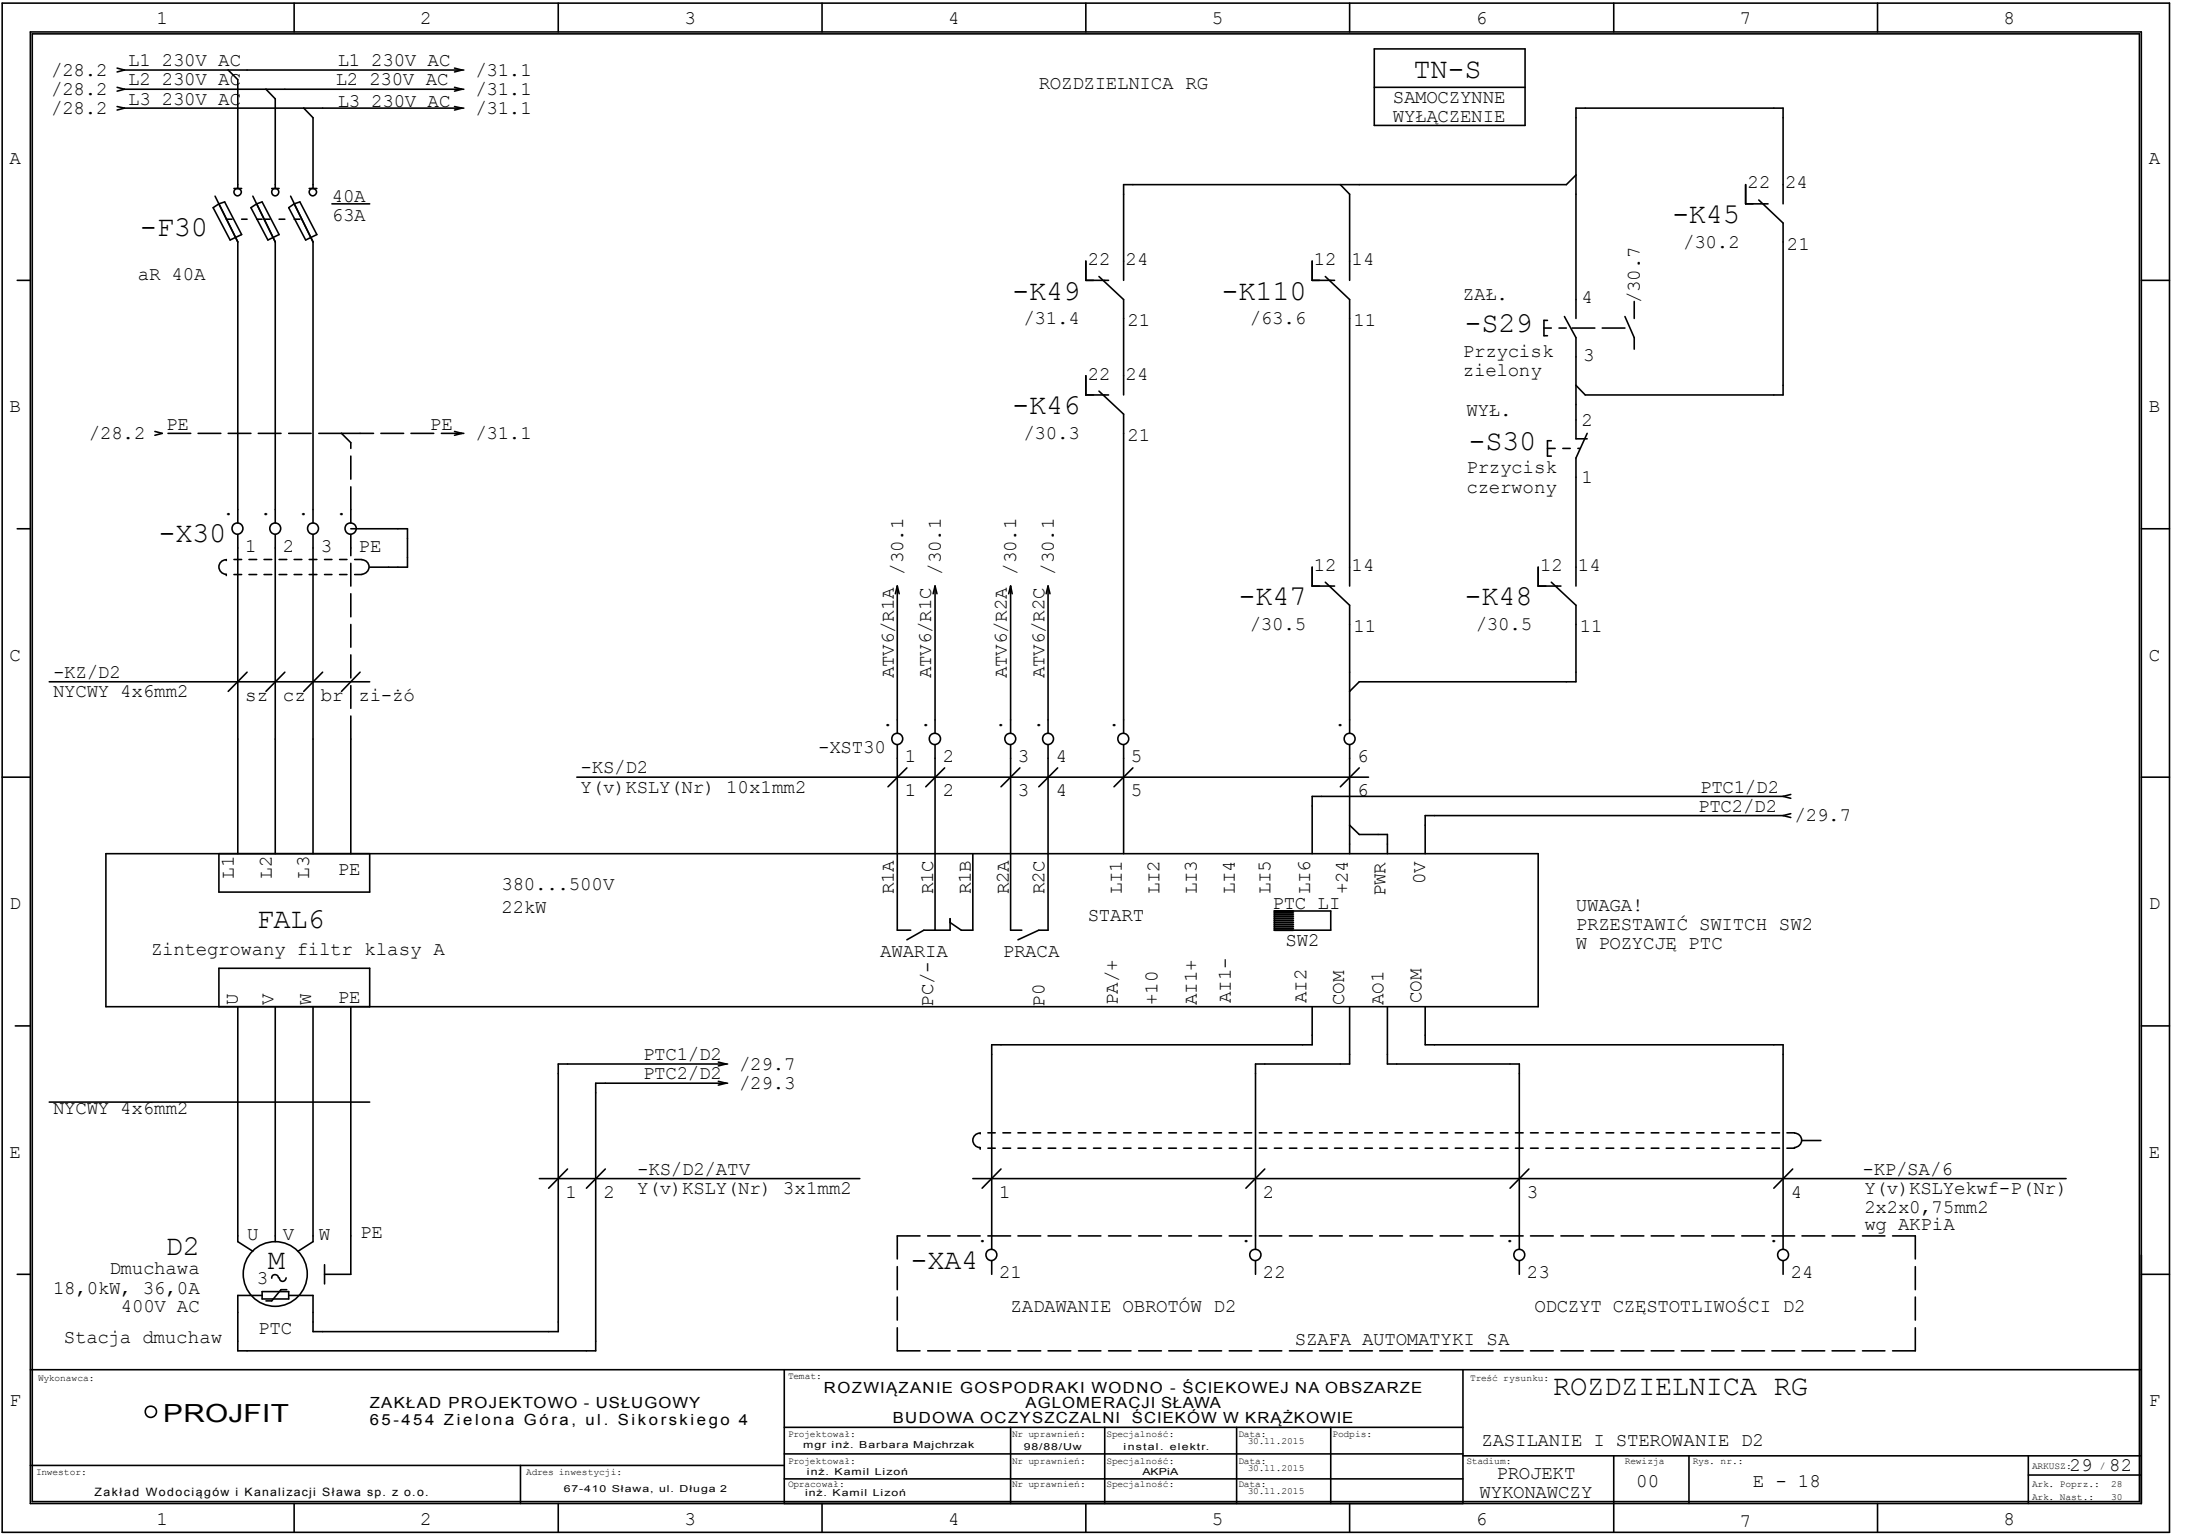 1 2 3 4 5 6 7 8
/28.2 L1 230V AC L1 230V AC /31.1
/28.2 L2 230V AC L2 230V AC /31.1
/28.2 L3 230V AC L3 230V AC /31.1
ROZDZIELNICA RG
TN-S
SAMOCZYNNE
WYŁĄCZENIE
A A
-F30
40A
63A
aR 40A
22 24
-K45
/30.2
21
22 24
-K49
/31.4
21
12 14
-K110
/63.6
11
ZAŁ.
4
-S29
Przycisk
zielony
3
/30.7
22 24
-K46
/30.3
21
B B
WYŁ.
2
-S30
Przycisk
czerwony
1
/28.2 PE PE /31.1
-X30
1 2 3 PE
/30.1 /30.1 /30.1 /30.1
ATV6/R1A ATV6/R1C ATV6/R2A ATV6/R2C
12 14
-K47
/30.5
11
12 14
-K48
/30.5
11
C C
-KZ/D2
NYCWY 4x6mm2
sz cz br zi-żó
-XST30
1 2 3 4 5 6
-KS/D2
Y(v)KSLY(Nr) 10x1mm2
1 2 3 4 5 6
PTC1/D2
PTC2/D2
/29.7
L1 L2 L3 PE
380...500V
22kW
R1A R1C R1B R2A R2C LI1 LI2 LI3 LI4 LI5 LI6 +24 PWR 0V
D D
FAL6
Zintegrowany filtr klasy A
START
PTC LI
SW2
AWARIA
PRACA
UWAGA!
PRZESTAWIĆ SWITCH SW2
W POZYCJĘ PTC
U V W PE
PC/- P0 PA/+ +10 AI1+ AI1- AI2 COM AO1 COM
PTC1/D2
/29.7
PTC2/D2
/29.3
NYCWY 4x6mm2
E E
-KS/D2/ATV
Y(v)KSLY(Nr) 3x1mm2
1 2
1 2 3 4
-KP/SA/6
Y(v)KSLYekwf-P(Nr)
2x2x0,75mm2
wg AKPiA
U V W PE
D2
Dmuchawa
18,0kW, 36,0A
400V AC
M
3
Stacja dmuchaw
PTC
-XA4
21 22 23 24
ZADAWANIE OBROTÓW D2
ODCZYT CZĘSTOTLIWOŚCI D2
SZAFA AUTOMATYKI SA
F F
Wykonawca:
PROJFIT
ZAKŁAD PROJEKTOWO - USŁUGOWY
65-454 Zielona Góra, ul. Sikorskiego 4
Temat:
ROZWIĄZANIE GOSPODRAKI WODNO - ŚCIEKOWEJ NA OBSZARZE
AGLOMERACJI SŁAWA
BUDOWA OCZYSZCZALNI ŚCIEKÓW W KRĄŻKOWIE
Treść rysunku:
ROZDZIELNICA RG
ZASILANIE I STEROWANIE D2
Projektował:
mgr inż. Barbara Majchrzak
Nr uprawnień:
98/88/Uw
Specjalność:
instal. elektr.
Data:
30.11.2015
Podpis:
Projektował:
inż. Kamil Lizoń
Nr uprawnień:
Specjalność:
AKPiA
Data:
30.11.2015
Opracował:
inż. Kamil Lizoń
Nr uprawnień:
Specjalność:
Data:
30.11.2015
Inwestor:
Zakład Wodociągów i Kanalizacji Sława sp. z o.o.
Adres inwestycji:
67-410 Sława, ul. Długa 2
Stadium:
PROJEKT
WYKONAWCZY
Rewizja
00
Rys. nr.:
E - 18
ARKUSZ: 29 / 82
Ark. Poprz.: 28
Ark. Nast.: 30
1 2 3 4 5 6 7 8